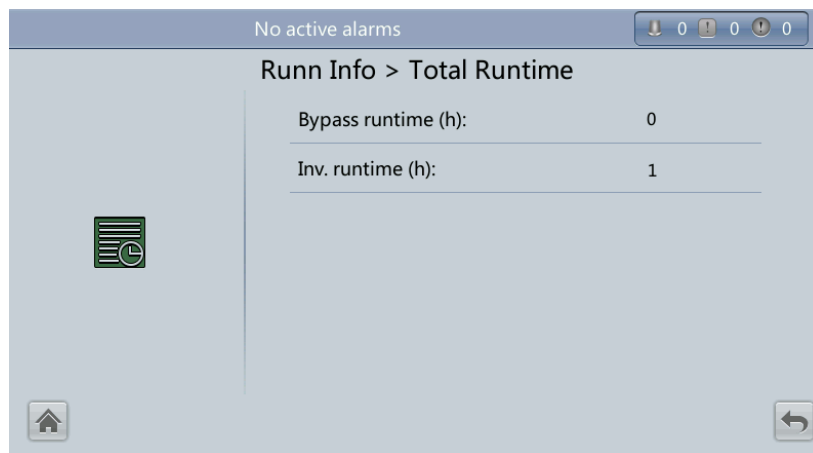 No active alarms 0 0 0
Runn Info > Total Runtime
Bypass runtime (h): 0
Inv. runtime (h): 1